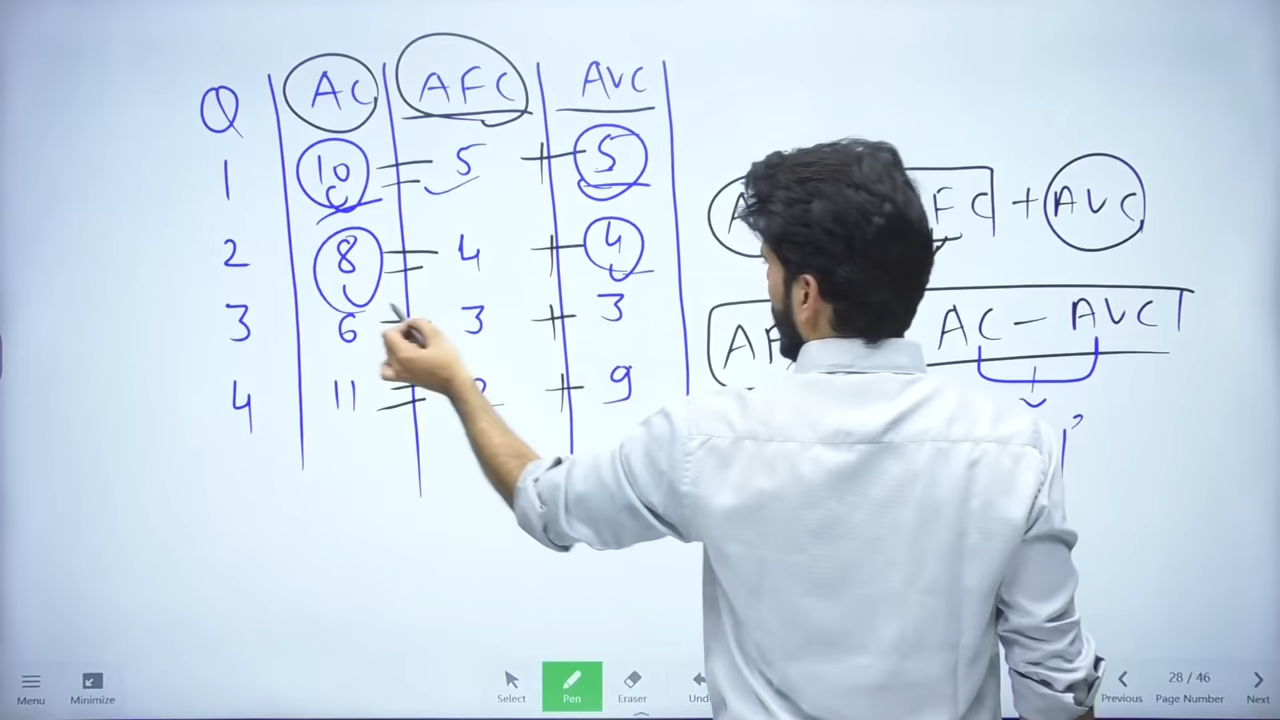 Q AC AFC AVC
1 10 = 5 + 5
2 8 = 4 + 4
3 6 3 + 3
4 11 = + 9
FC + AVC
AC - AVC
Menu Minimize Select Pen Eraser Previous 28 / 46 Page Number Next